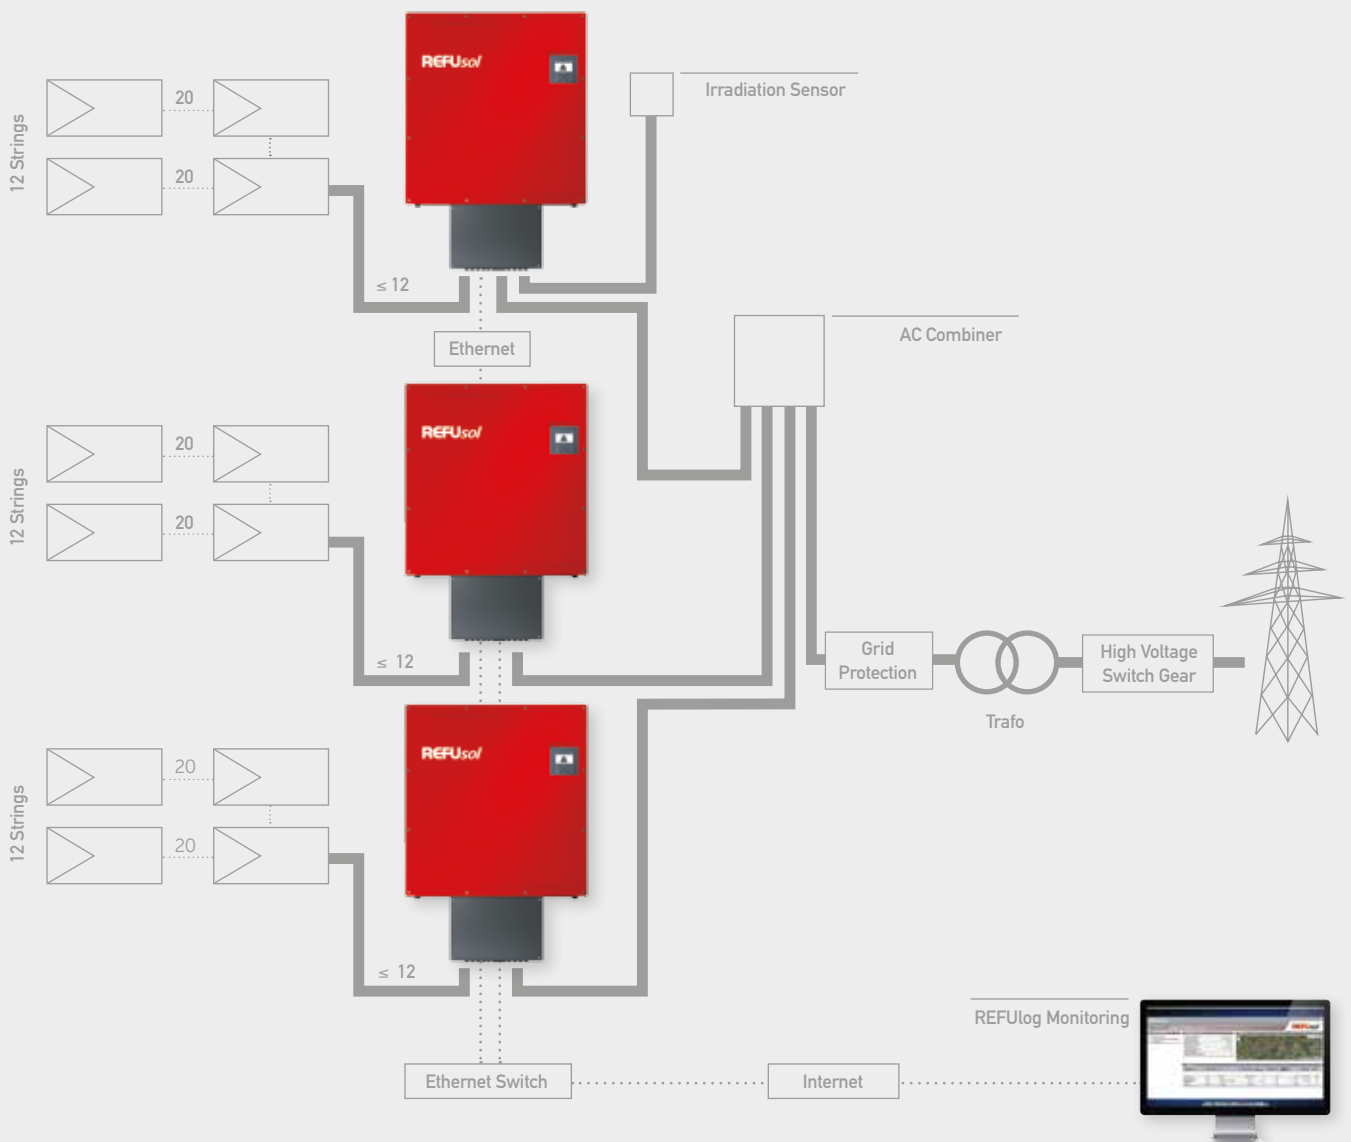 REFUsol
Irradiation Sensor
12 Strings
20
20
≤ 12
Ethernet
AC Combiner
REFUsol
12 Strings
20
20
≤ 12
Grid
Protection
High Voltage
Switch Gear
Trafo
REFUsol
12 Strings
20
20
≤ 12
REFUlog Monitoring
REFUsol
Ethernet Switch
Internet